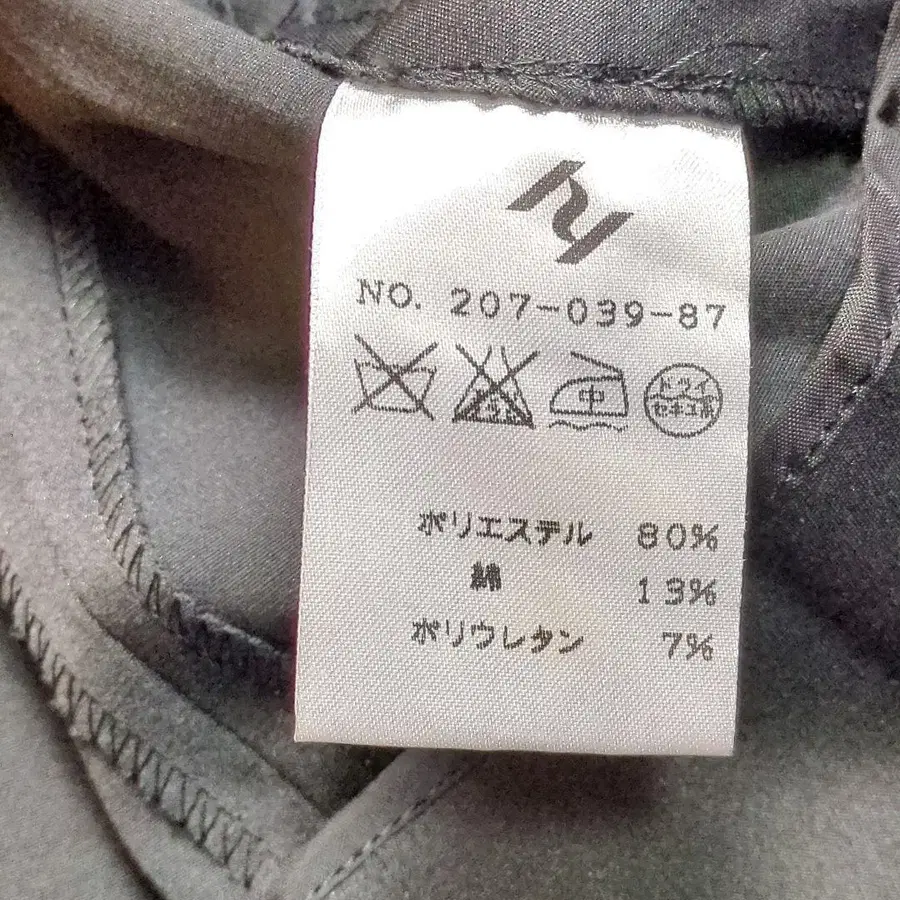 NO. 207-039-87
中
ドライ
セキユ系
ポリエステル 80%
綿 13%
ポリウレタン 7%